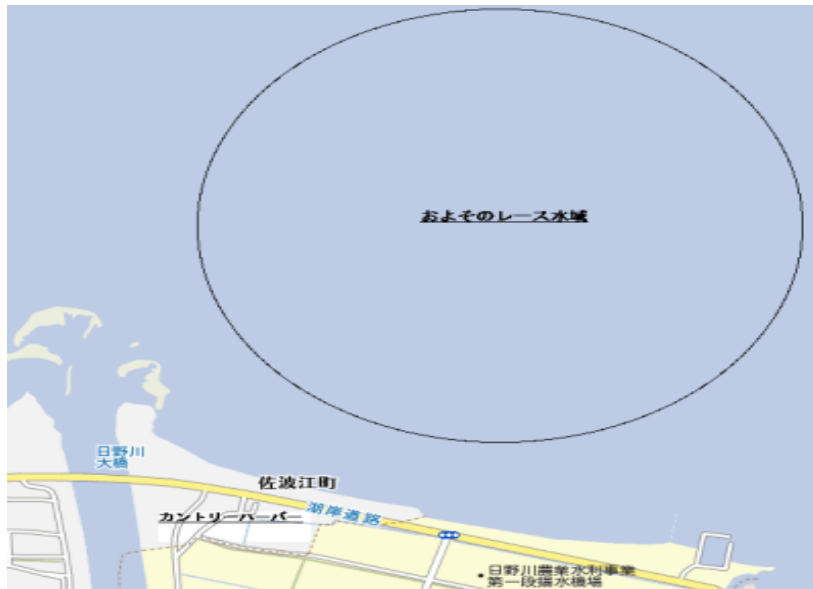 およそのレース水域
日野川
大橋
佐波江町
カントリーハーバー
湖岸道路
日野川農業水利事業
第一段揚水機場